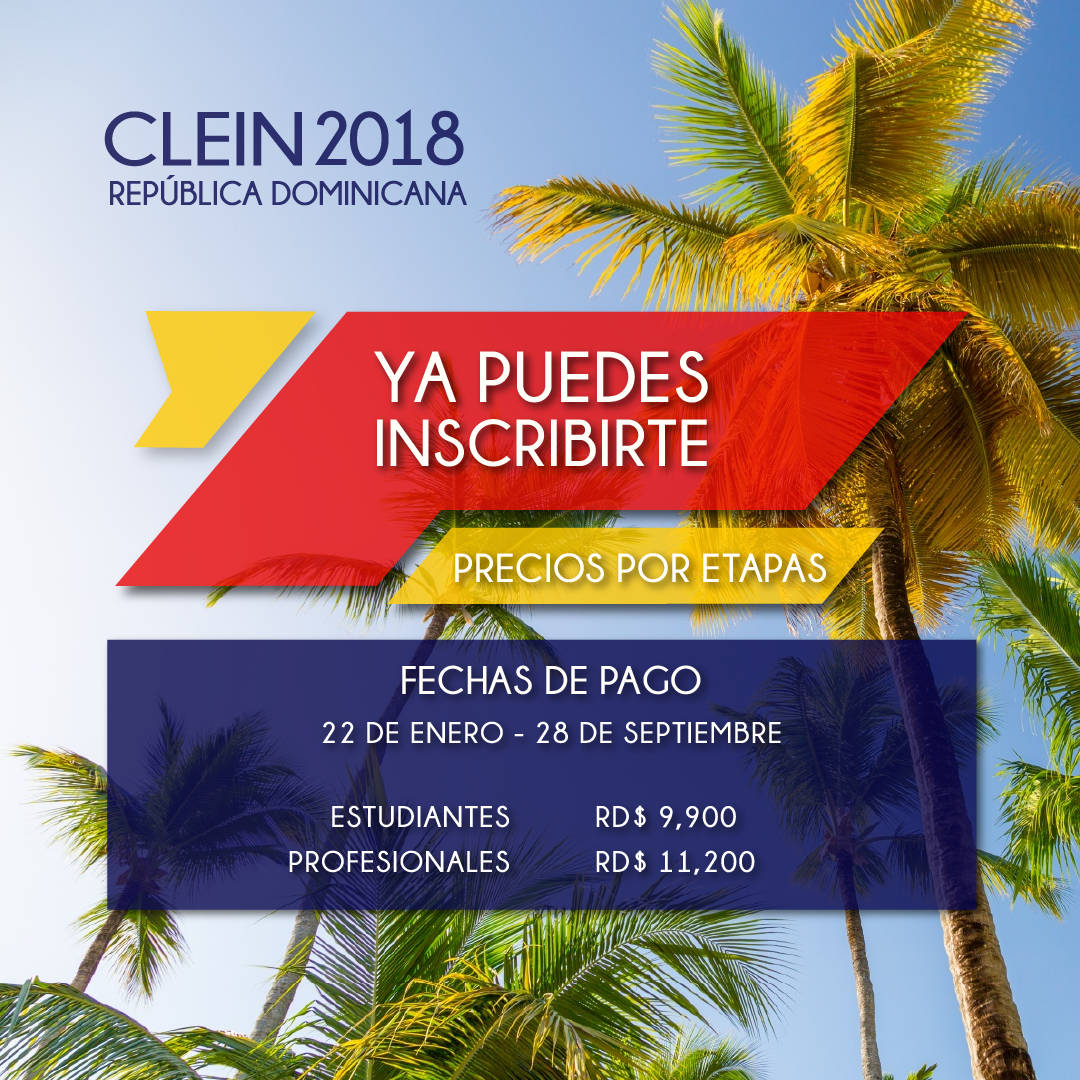 CLEIN 2018
REPÚBLICA DOMINICANA
YA PUEDES
INSCRIBIRTE
PRECIOS POR ETAPAS
FECHAS DE PAGO
22 DE ENERO - 28 DE SEPTIEMBRE
ESTUDIANTES RD$ 9,900
PROFESIONALES RD$ 11,200